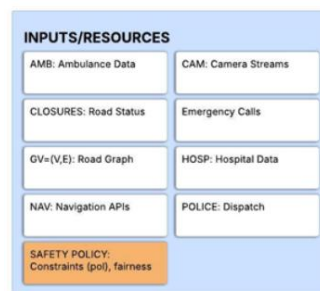 INPUTS/RESOURCES
AMB: Ambulance Data
CAM: Camera Streams
CLOSURES: Road Status
Emergency Calls
GV=(V,E): Road Graph
HOSP: Hospital Data
NAV: Navigation APIs
POLICE: Dispatch
SAFETY POLICY:
Constraints (pol), fairness